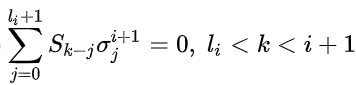 $\sum_{j=0}^{l_i+1} S_{k-j}\sigma_j^{i+1} = 0,\ l_i < k < i+1$